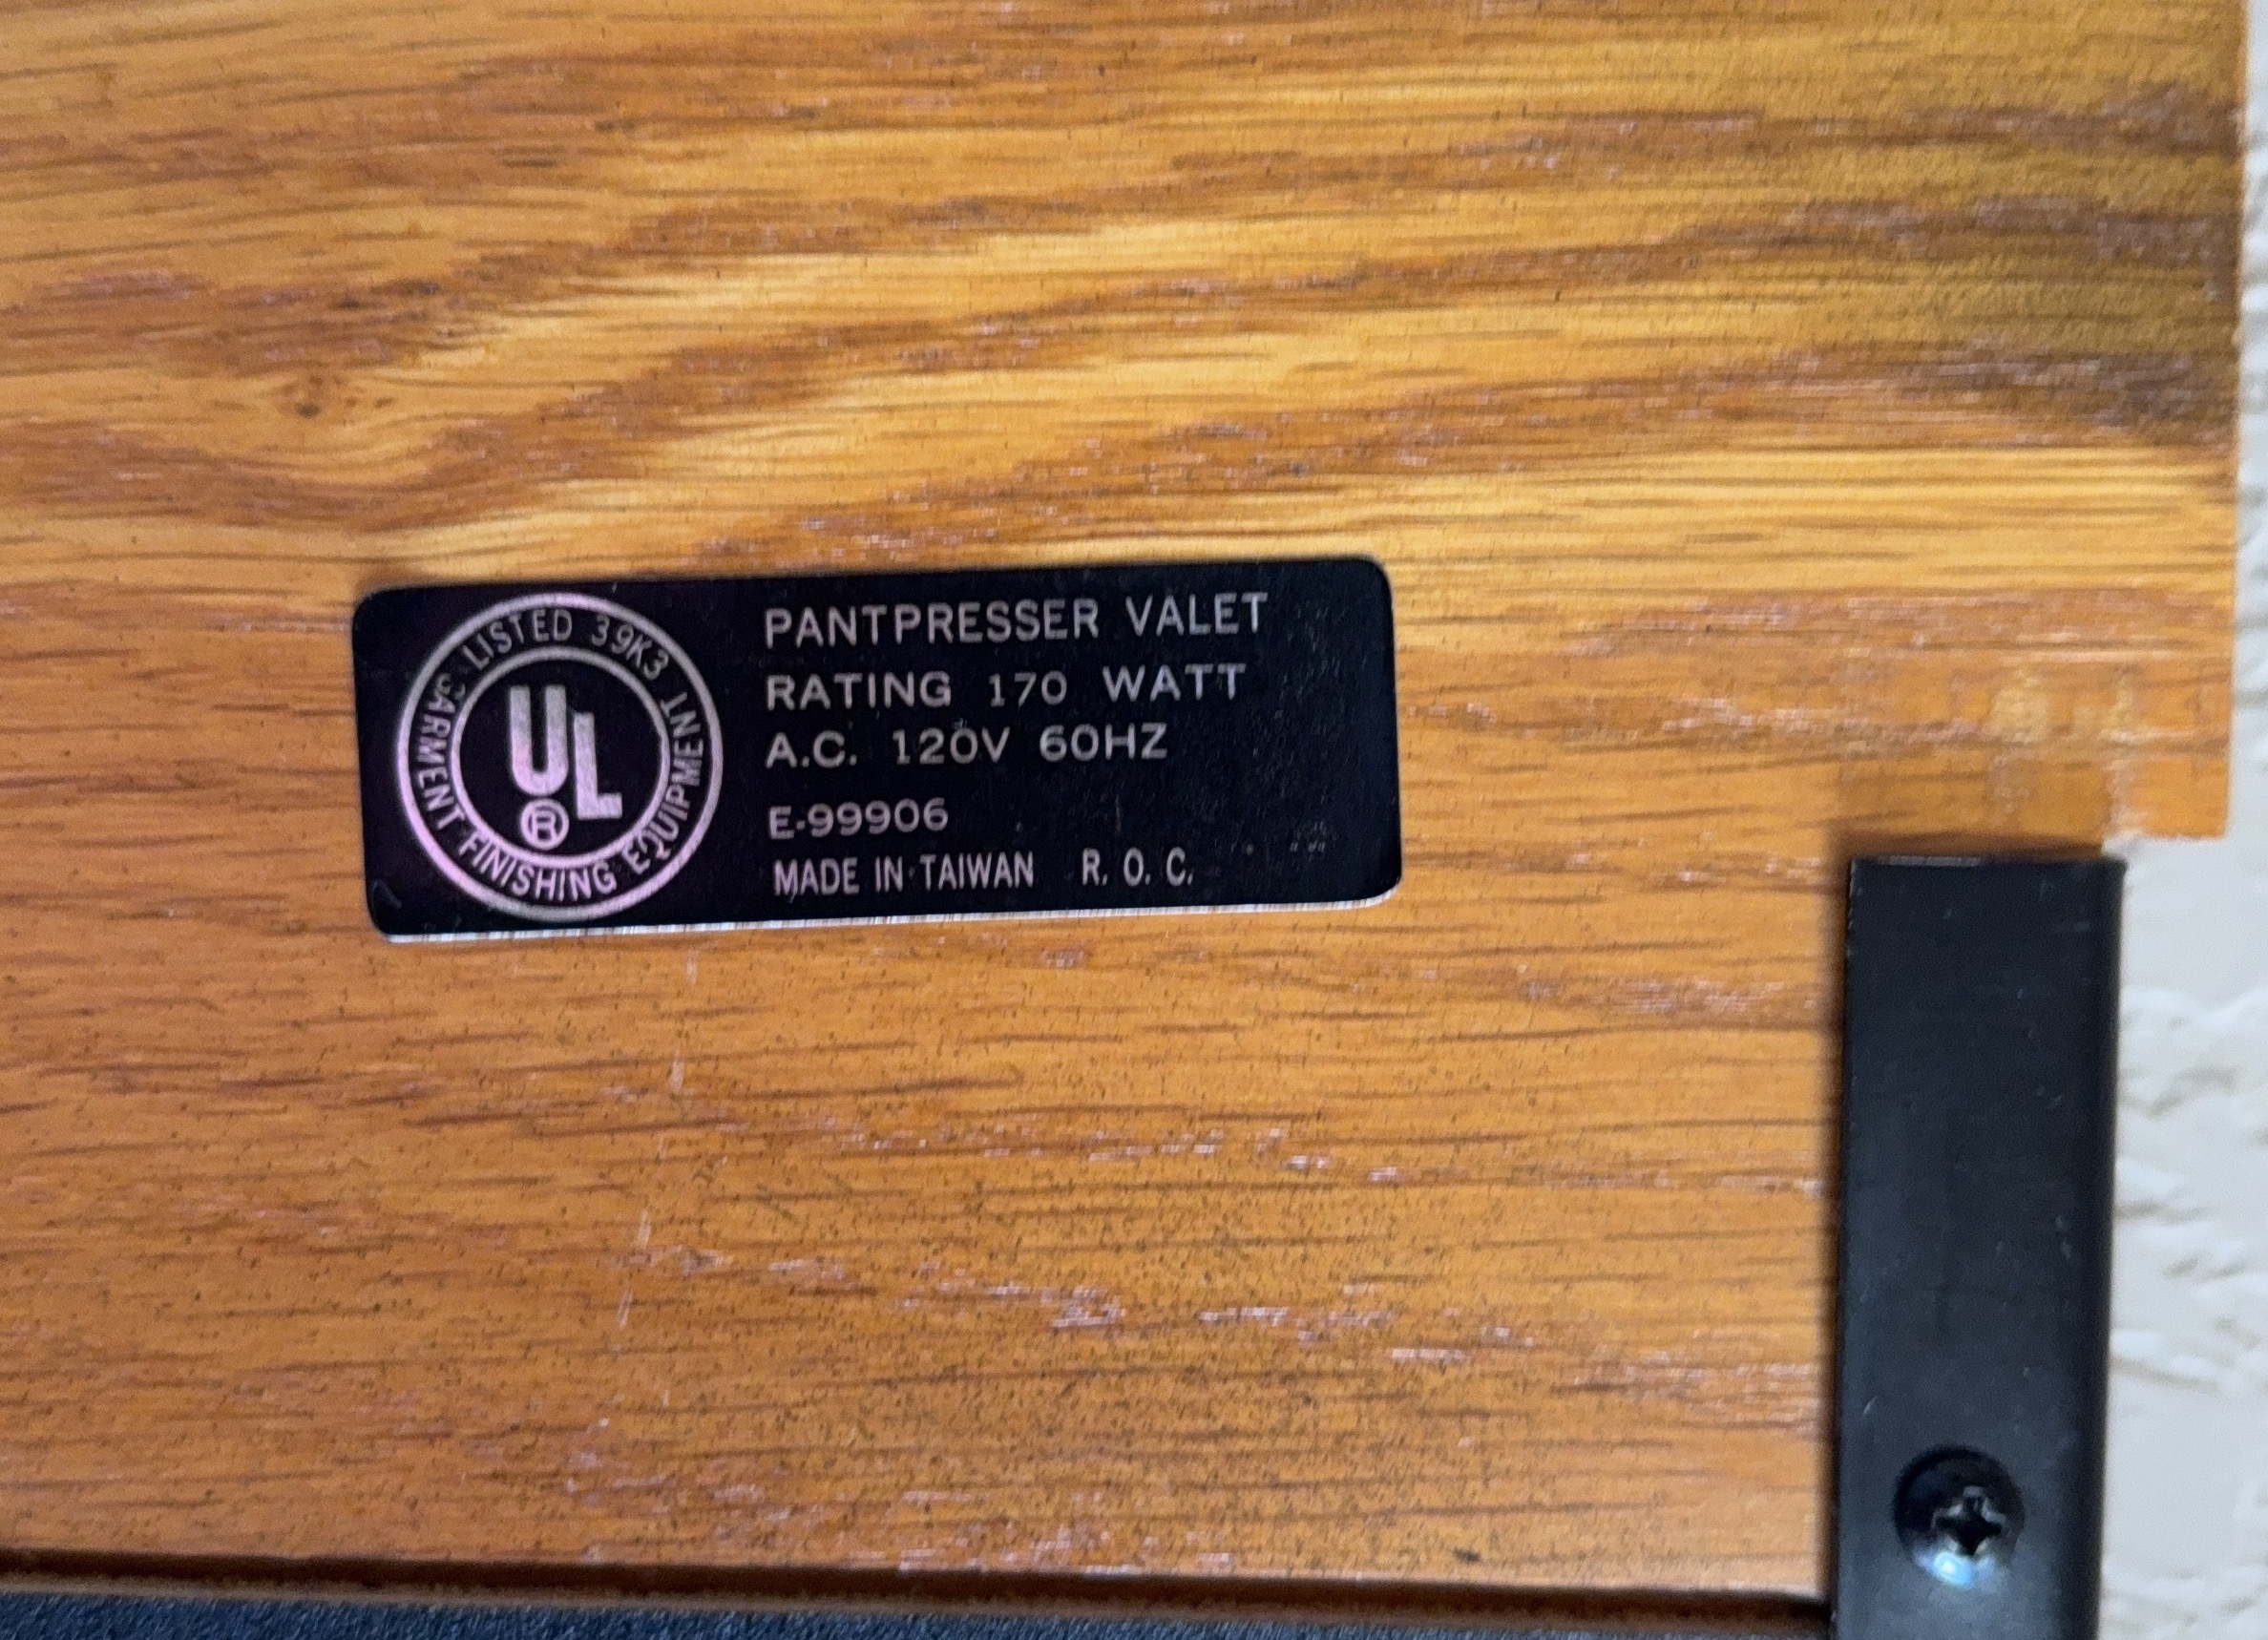 LISTED 39K3
GARMENT FINISHING EQUIPMENT
UL
®
PANTPRESSER VALET
RATING 170 WATT
A.C. 120V 60HZ
E-99906
MADE IN TAIWAN R. O. C.